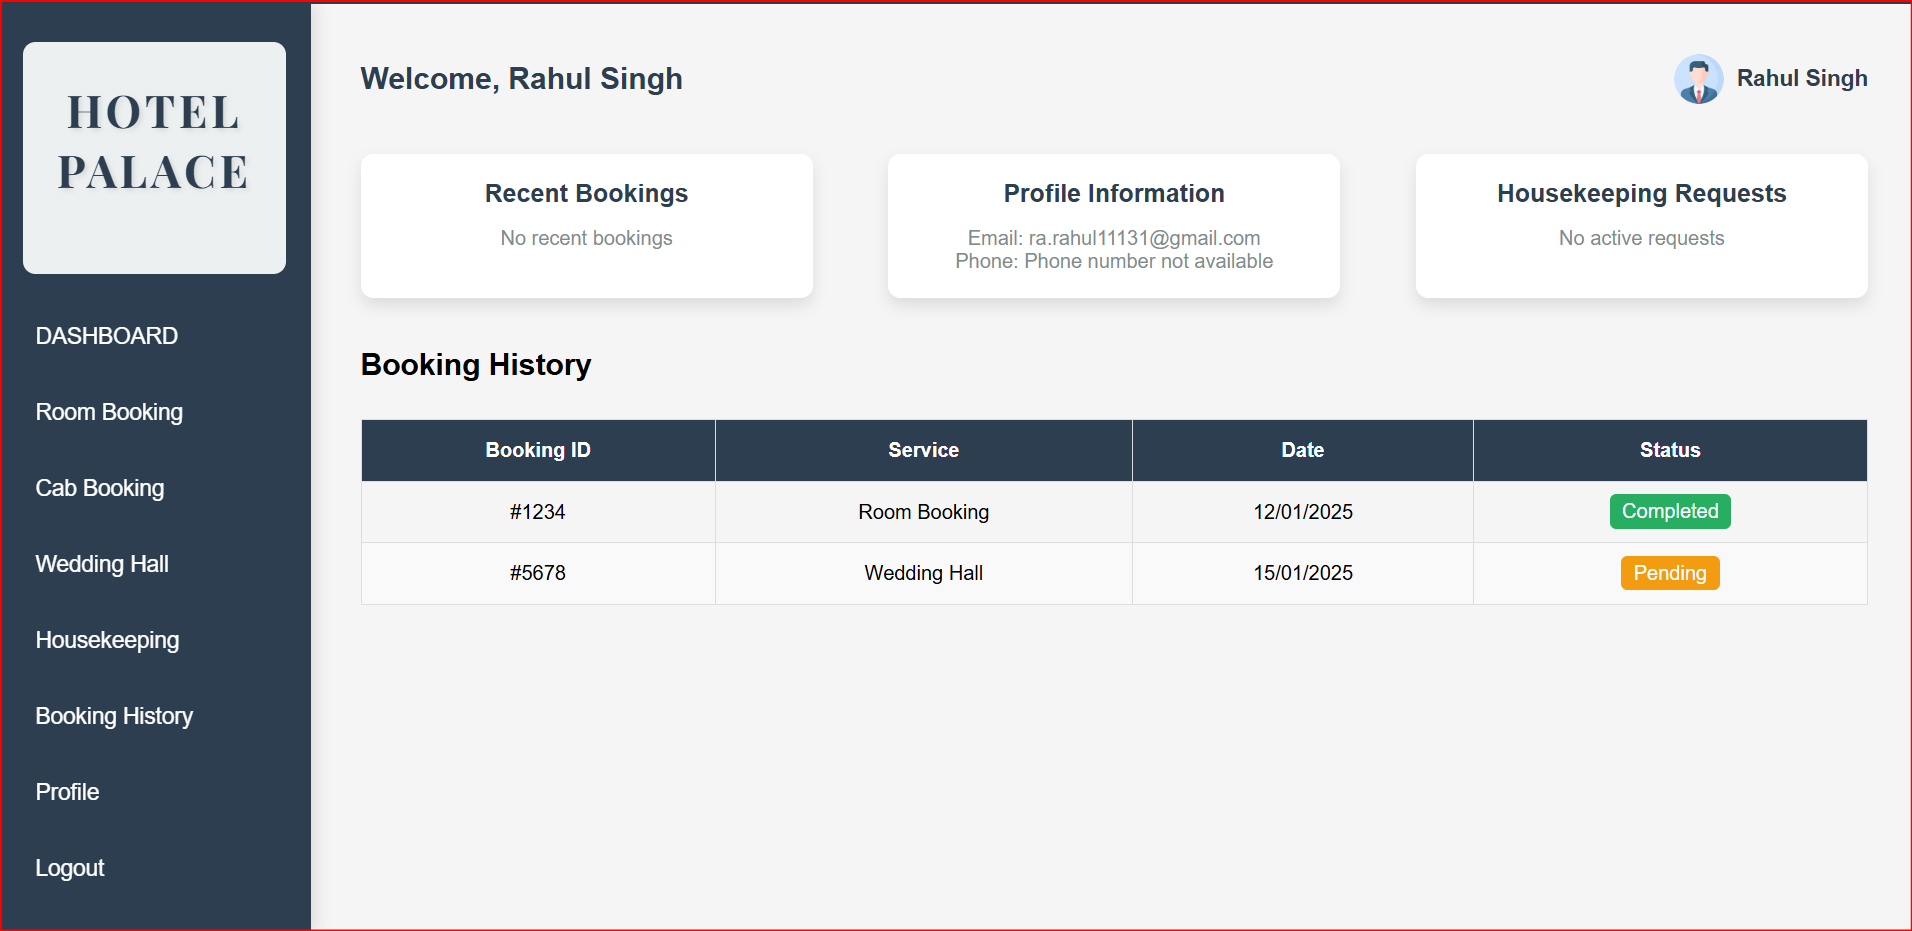 HOTEL
PALACE
DASHBOARD
Room Booking
Cab Booking
Wedding Hall
Housekeeping
Booking History
Profile
Logout
Welcome, Rahul Singh
Rahul Singh
Recent Bookings
No recent bookings
Profile Information
Email: ra.rahul11131@gmail.com
Phone: Phone number not available
Housekeeping Requests
No active requests
Booking History
Booking ID Service Date Status
#1234 Room Booking 12/01/2025 Completed
#5678 Wedding Hall 15/01/2025 Pending